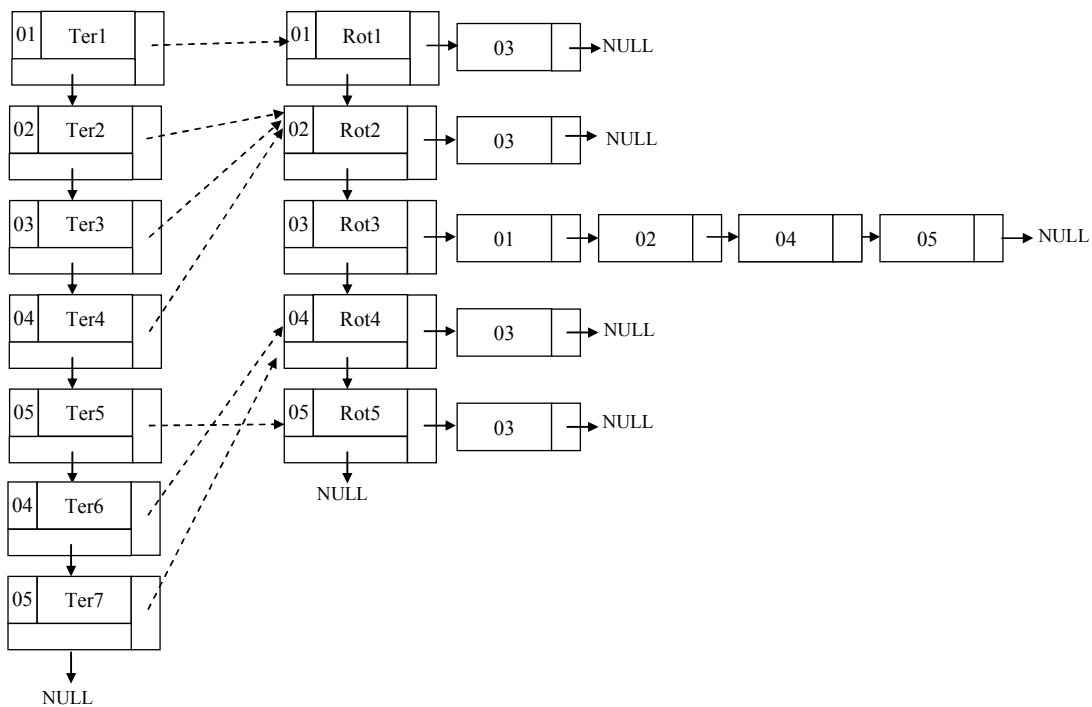 01 Ter1 01 Rot1 03 NULL
02 Ter2 02 Rot2 03 NULL
03 Ter3 03 Rot3 01 02 04 05 NULL
04 Ter4 04 Rot4 03 NULL
05 Ter5 05 Rot5 03 NULL
04 Ter6 NULL
05 Ter7
NULL